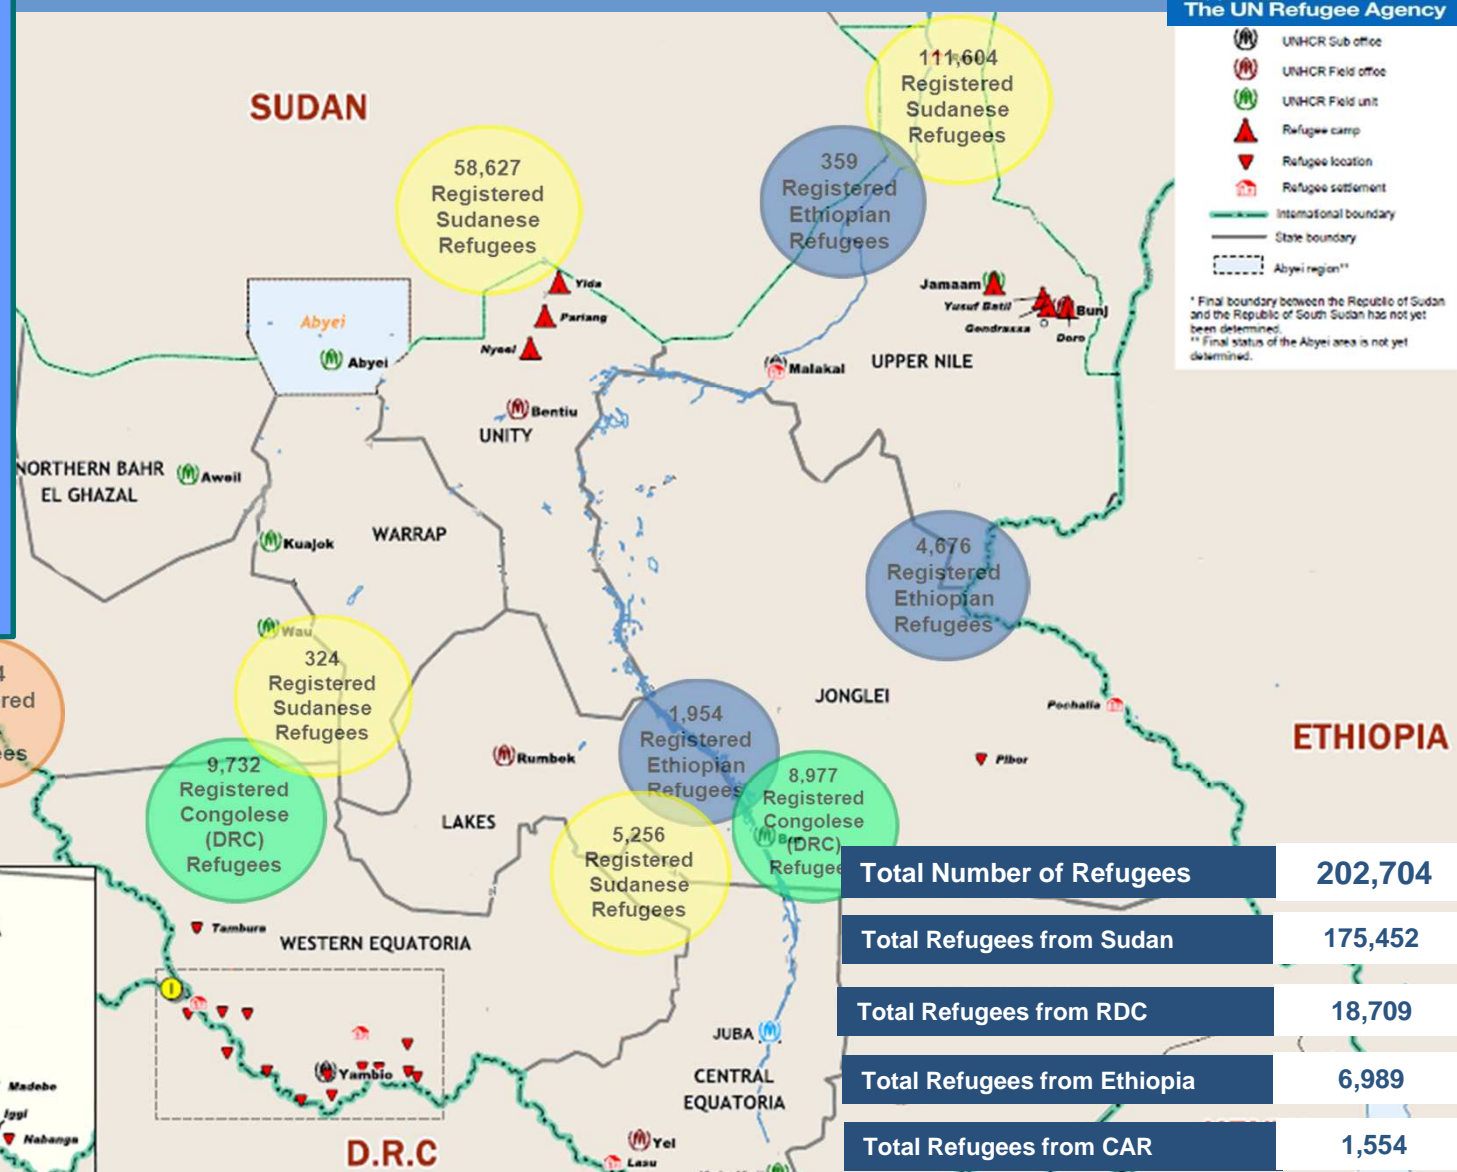 The UN Refugee Agency
UNHCR Sub office
UNHCR Field office
UNHCR Field unit
Refugee camp
Refugee location
Refugee settlement
International boundary
State boundary
Abyei region**
* Final boundary between the Republic of Sudan
and the Republic of South Sudan has not yet
been determined.
** Final status of the Abyei area is not yet
determined.
SUDAN
111,604
Registered
Sudanese
Refugees
58,627
Registered
Sudanese
Refugees
359
Registered
Ethiopian
Refugees
Yida
Pariang
Nyeel
Jamaam
Yusuf Batil
Gendrassa
Bunj
Doro
Abyei
Abyei
Malakal
UPPER NILE
Bentiu
UNITY
NORTHERN BAHR
EL GHAZAL
Aweil
Kuajok
WARRAP
4,676
Registered
Ethiopian
Refugees
Wau
324
Registered
Sudanese
Refugees
4
red
ees
JONGLEI
Pochalla
ETHIOPIA
1,954
Registered
Ethiopian
Refugees
Rumbek
Pibor
9,732
Registered
Congolese
(DRC)
Refugees
8,977
Registered
Congolese
(DRC)
Refugee
LAKES
5,256
Registered
Sudanese
Refugees
Total Number of Refugees 202,704
Total Refugees from Sudan 175,452
Total Refugees from RDC 18,709
Total Refugees from Ethiopia 6,989
Total Refugees from CAR 1,554
Tambura
WESTERN EQUATORIA
I
JUBA
Yambio
CENTRAL
EQUATORIA
Madebe
Iggi
Nabanga
D.R.C
Yei
Lasu